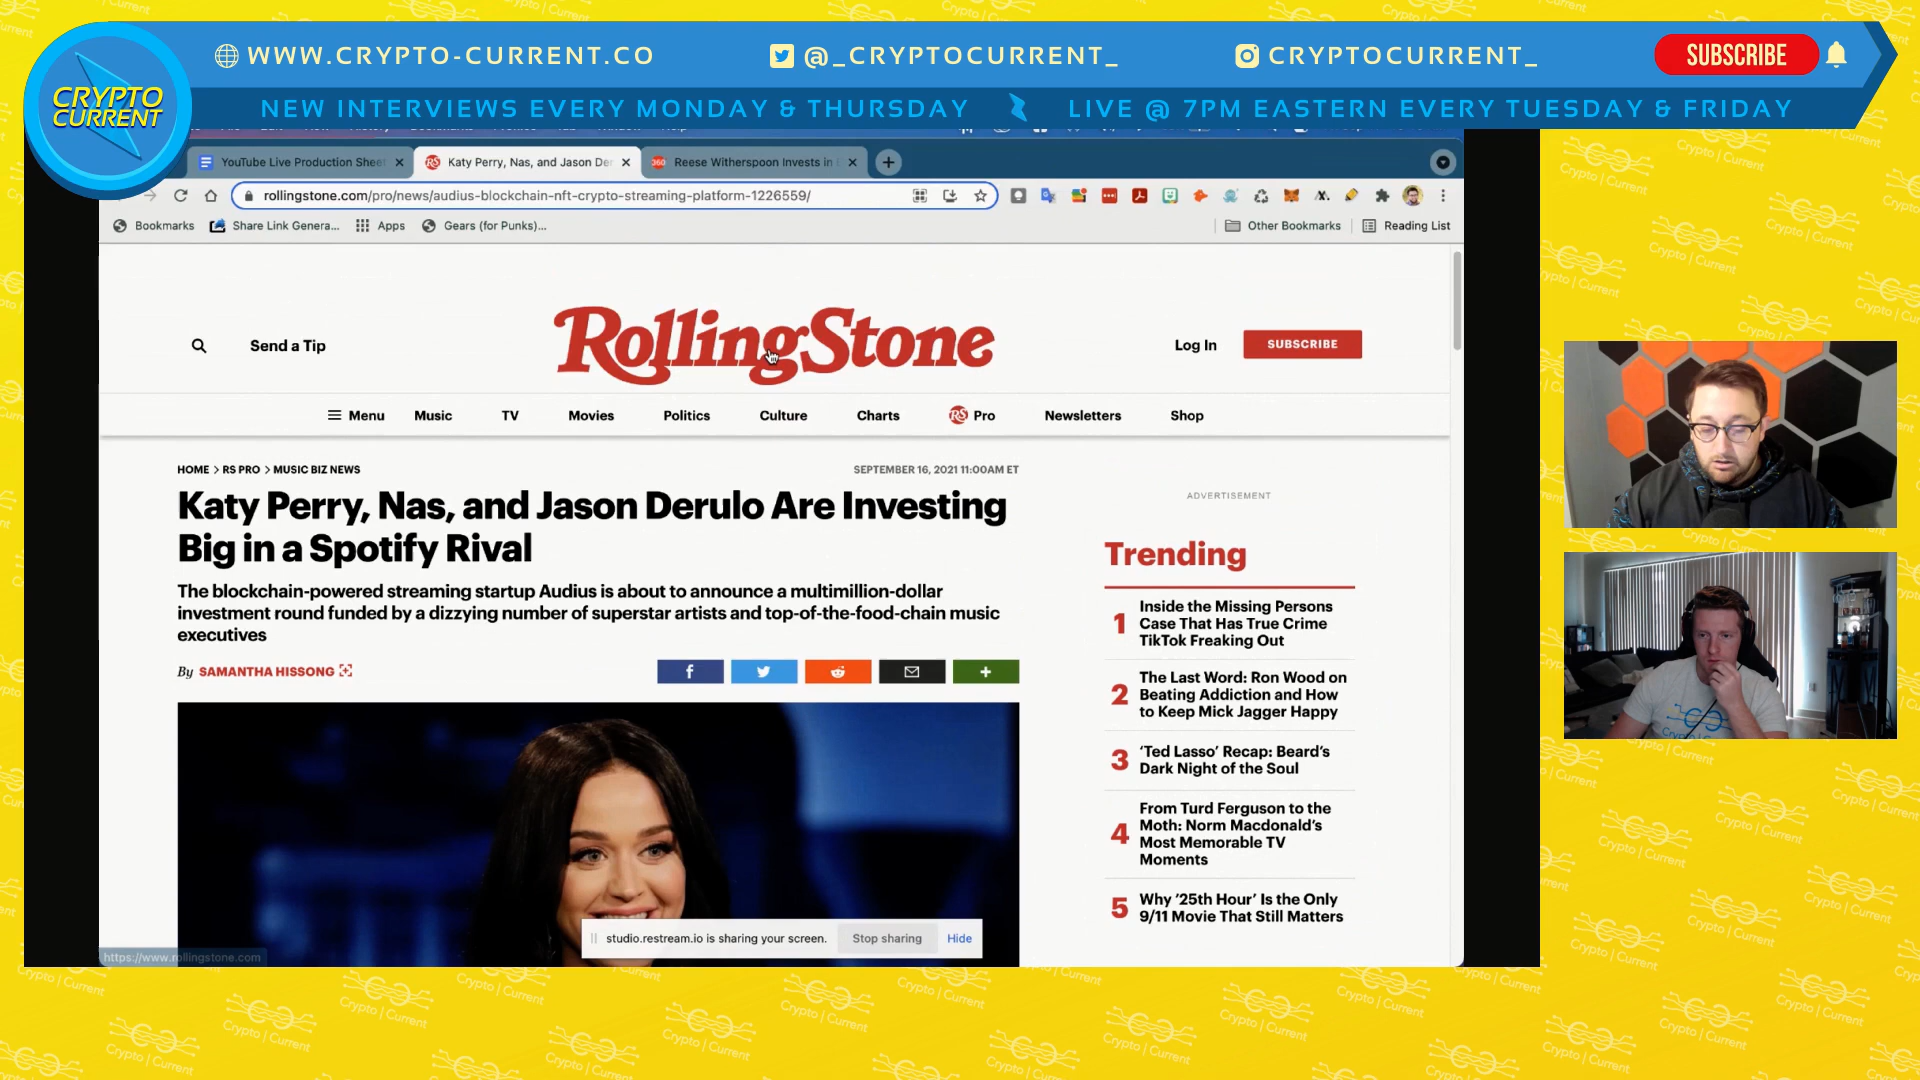 WWW.CRYPTO-CURRENT.CO
@_CRYPTOCURRENT_
CRYPTOCURRENT_
SUBSCRIBE
CRYPTO
CURRENT
NEW INTERVIEWS EVERY MONDAY & THURSDAY
LIVE @ 7PM EASTERN EVERY TUESDAY & FRIDAY
YouTube Live Production Sheet
Katy Perry, Nas, and Jason De
Reese Witherspoon Invests in
rollingstone.com/pro/news/audius-blockchain-nft-crypto-streaming-platform-1226559/
Bookmarks
Share Link Genera...
Apps
Gears (for Punks)...
Other Bookmarks
Reading List
Send a Tip
RollingStone
Log In
SUBSCRIBE
Menu
Music
TV
Movies
Politics
Culture
Charts
RS Pro
Newsletters
Shop
HOME > RS PRO > MUSIC BIZ NEWS
SEPTEMBER 16, 2021 11:00AM ET
Katy Perry, Nas, and Jason Derulo Are Investing
Big in a Spotify Rival
The blockchain-powered streaming startup Audius is about to announce a multimillion-dollar
investment round funded by a dizzying number of superstar artists and top-of-the-food-chain music
executives
By SAMANTHA HISSONG
ADVERTISEMENT
Trending
1 Inside the Missing Persons
Case That Has True Crime
TikTok Freaking Out
2 The Last Word: Ron Wood on
Beating Addiction and How
to Keep Mick Jagger Happy
3 ‘Ted Lasso’ Recap: Beard’s
Dark Night of the Soul
4 From Turd Ferguson to the
Moth: Norm Macdonald’s
Most Memorable TV
Moments
5 Why ‘25th Hour’ Is the Only
9/11 Movie That Still Matters
studio.restream.io is sharing your screen.
Stop sharing
Hide
https://www.rollingstone.com
Crypto | Current